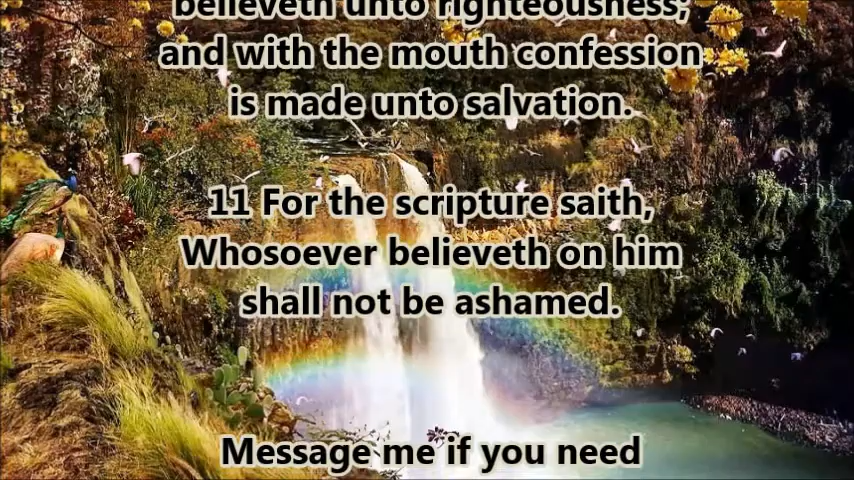 believeth unto righteousness;
and with the mouth confession
is made unto salvation.
11 For the scripture saith,
Whosoever believeth on him
shall not be ashamed.
Message me if you need